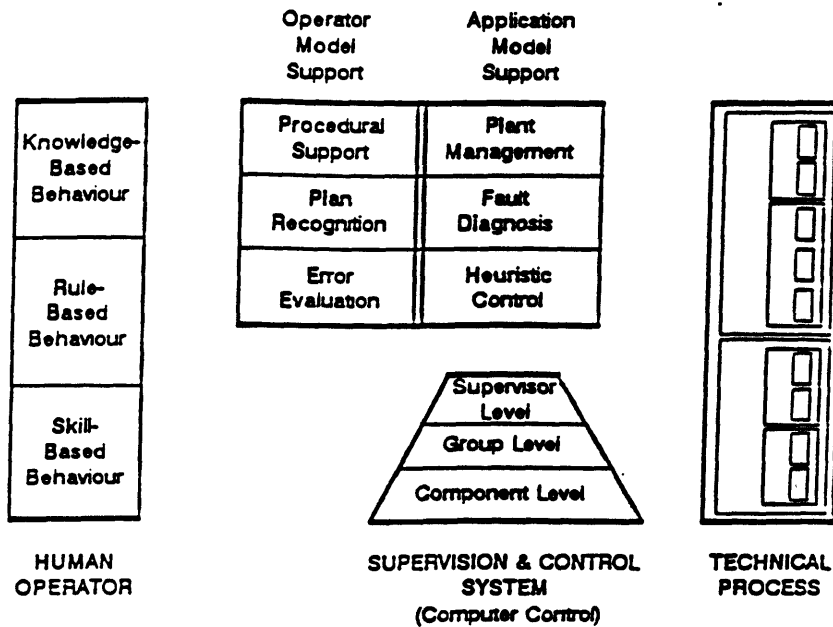 Operator
Model
Support
Application
Model
Support
Knowledge-
Based
Behaviour
Rule-
Based
Behaviour
Skill-
Based
Behaviour
Procedural
Support
Plant
Management
Plan
Recognition
Fault
Diagnosis
Error
Evaluation
Heuristic
Control
Supervisor
Level
Group Level
Component Level
HUMAN
OPERATOR
SUPERVISION & CONTROL
SYSTEM
(Computer Control)
TECHNICAL
PROCESS